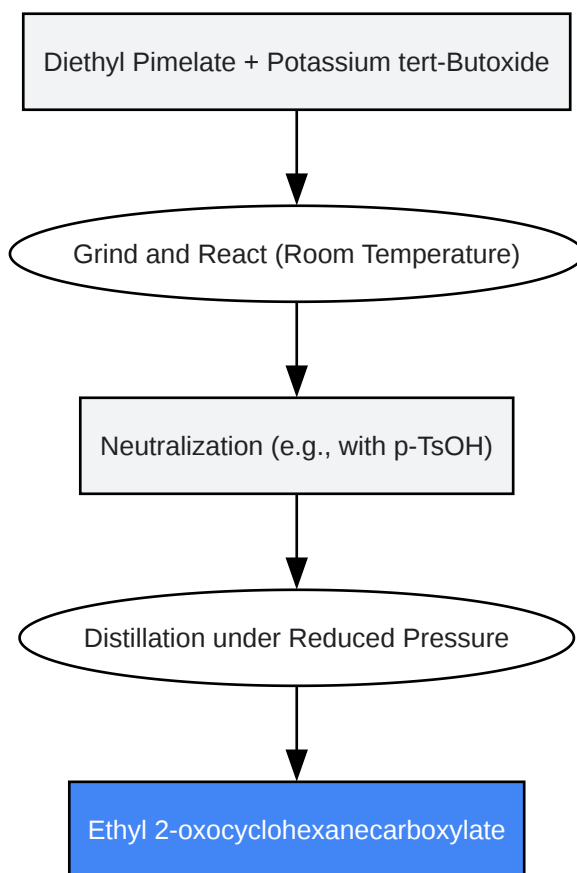 Diethyl Pimelate + Potassium tert-Butoxide
Grind and React (Room Temperature)
Neutralization (e.g., with p-TsOH)
Distillation under Reduced Pressure
Ethyl 2-oxocyclohexanecarboxylate